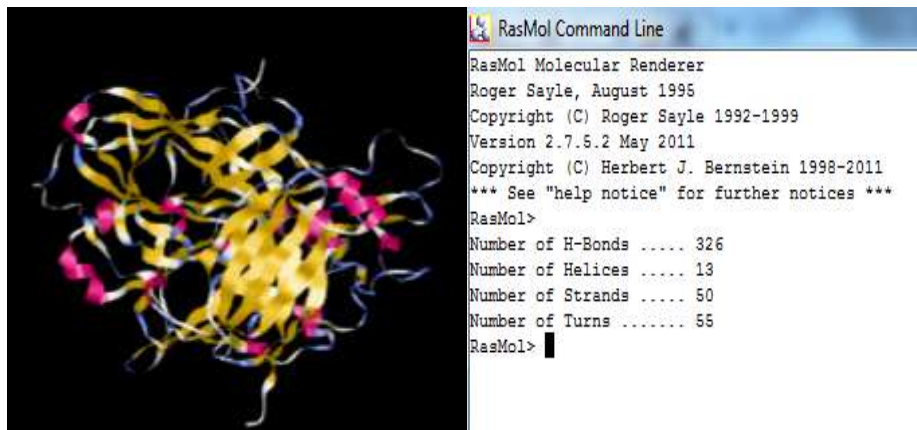 RasMol Command Line
RasMol Molecular Renderer
Roger Sayle, August 1995
Copyright (C) Roger Sayle 1992-1999
Version 2.7.5.2 May 2011
Copyright (C) Herbert J. Bernstein 1998-2011
*** See "help notice" for further notices ***
RasMol>
Number of H-Bonds ..... 326
Number of Helices ..... 13
Number of Strands ..... 50
Number of Turns ....... 55
RasMol>